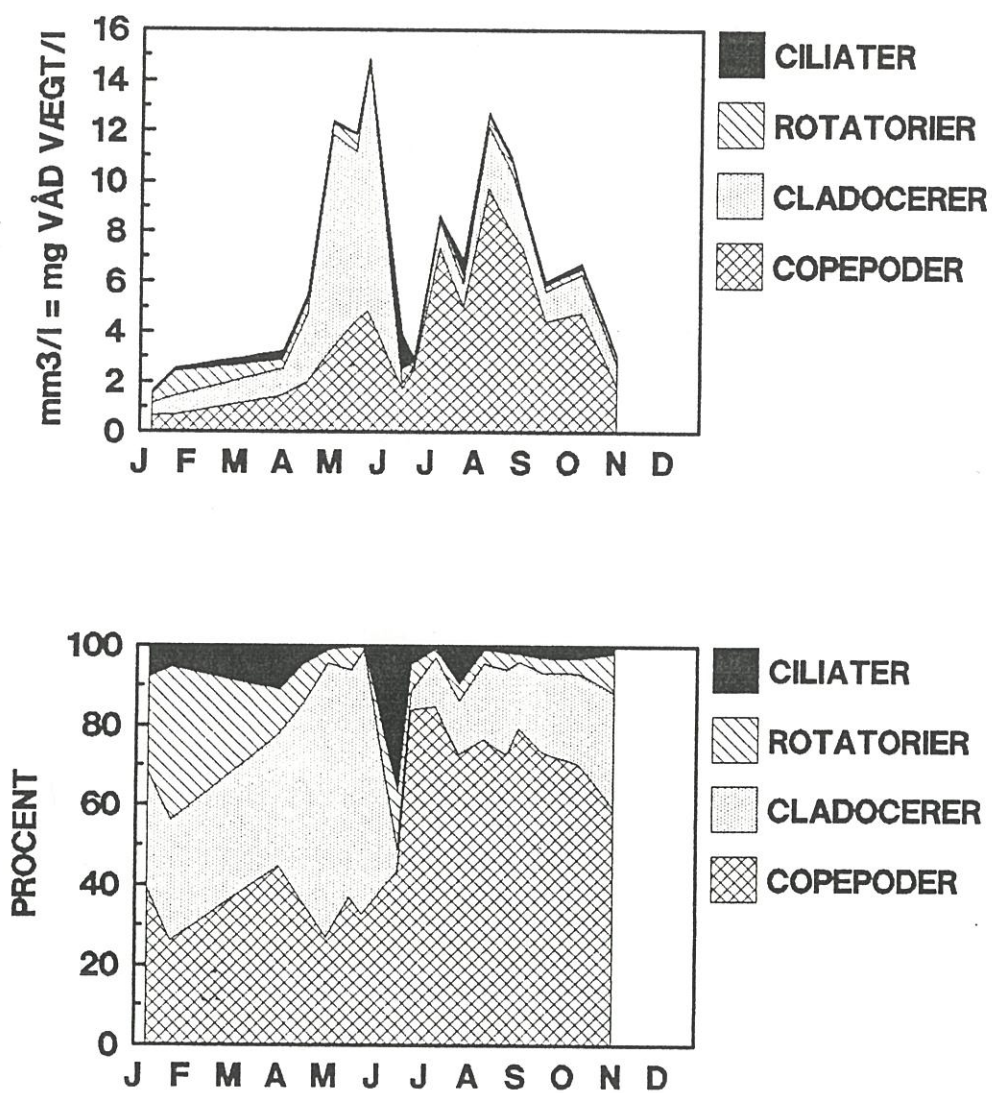 mm3/l = mg VÅD VÆGT/l
16
14
12
10
8
6
4
2
0
J F M A M J J A S O N D
CILIATER
ROTATORIER
CLADOCERER
COPEPODER
PROCENT
100
80
60
40
20
0
J F M A M J J A S O N D
CILIATER
ROTATORIER
CLADOCERER
COPEPODER